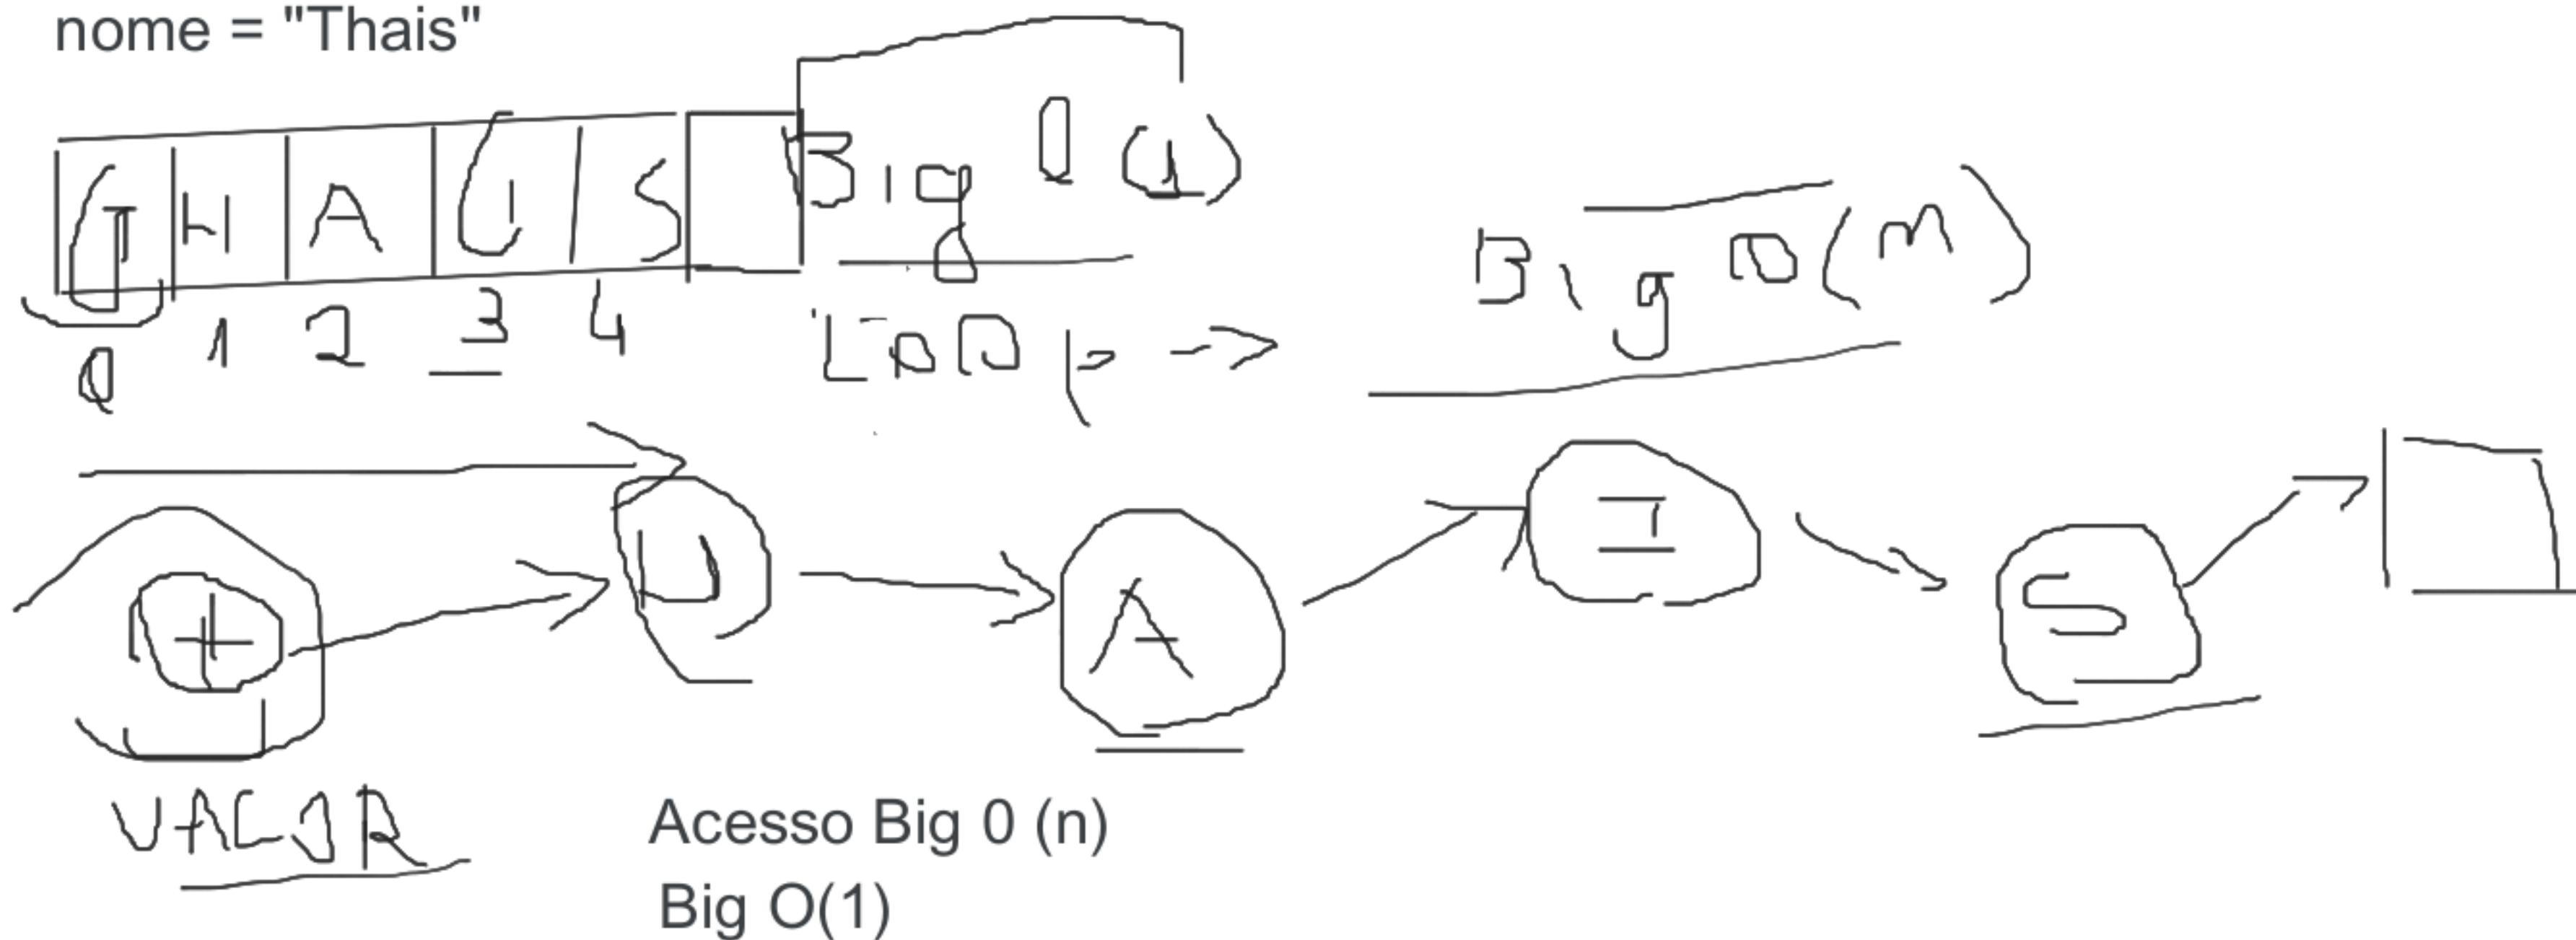 nome = "Thais"
T H A I S Big O (1)
0 1 2 3 4
Loop → Big O(n)
A I S
VALOR
Acesso Big 0 (n)
Big O(1)